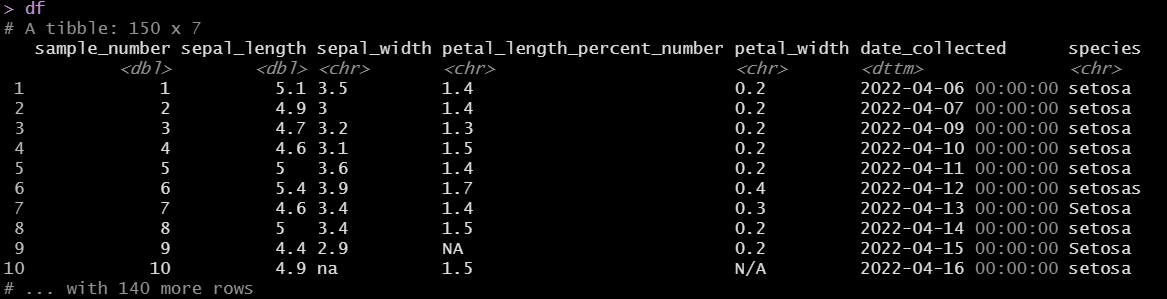 > df
# A tibble: 150 x 7
sample_number sepal_length sepal_width petal_length_percent_number petal_width date_collected species
<dbl> <dbl> <chr> <chr> <chr> <dttm> <chr>
1 1 5.1 3.5 1.4 0.2 2022-04-06 00:00:00 setosa
2 2 4.9 3 1.4 0.2 2022-04-07 00:00:00 setosa
3 3 4.7 3.2 1.3 0.2 2022-04-09 00:00:00 setosa
4 4 4.6 3.1 1.5 0.2 2022-04-10 00:00:00 setosa
5 5 5 3.6 1.4 0.2 2022-04-11 00:00:00 setosa
6 6 5.4 3.9 1.7 0.4 2022-04-12 00:00:00 setosas
7 7 4.6 3.4 1.4 0.3 2022-04-13 00:00:00 Setosa
8 8 5 3.4 1.5 0.2 2022-04-14 00:00:00 setosa
9 9 4.4 2.9 NA 0.2 2022-04-15 00:00:00 Setosa
10 10 4.9 na 1.5 N/A 2022-04-16 00:00:00 setosa
# ... with 140 more rows